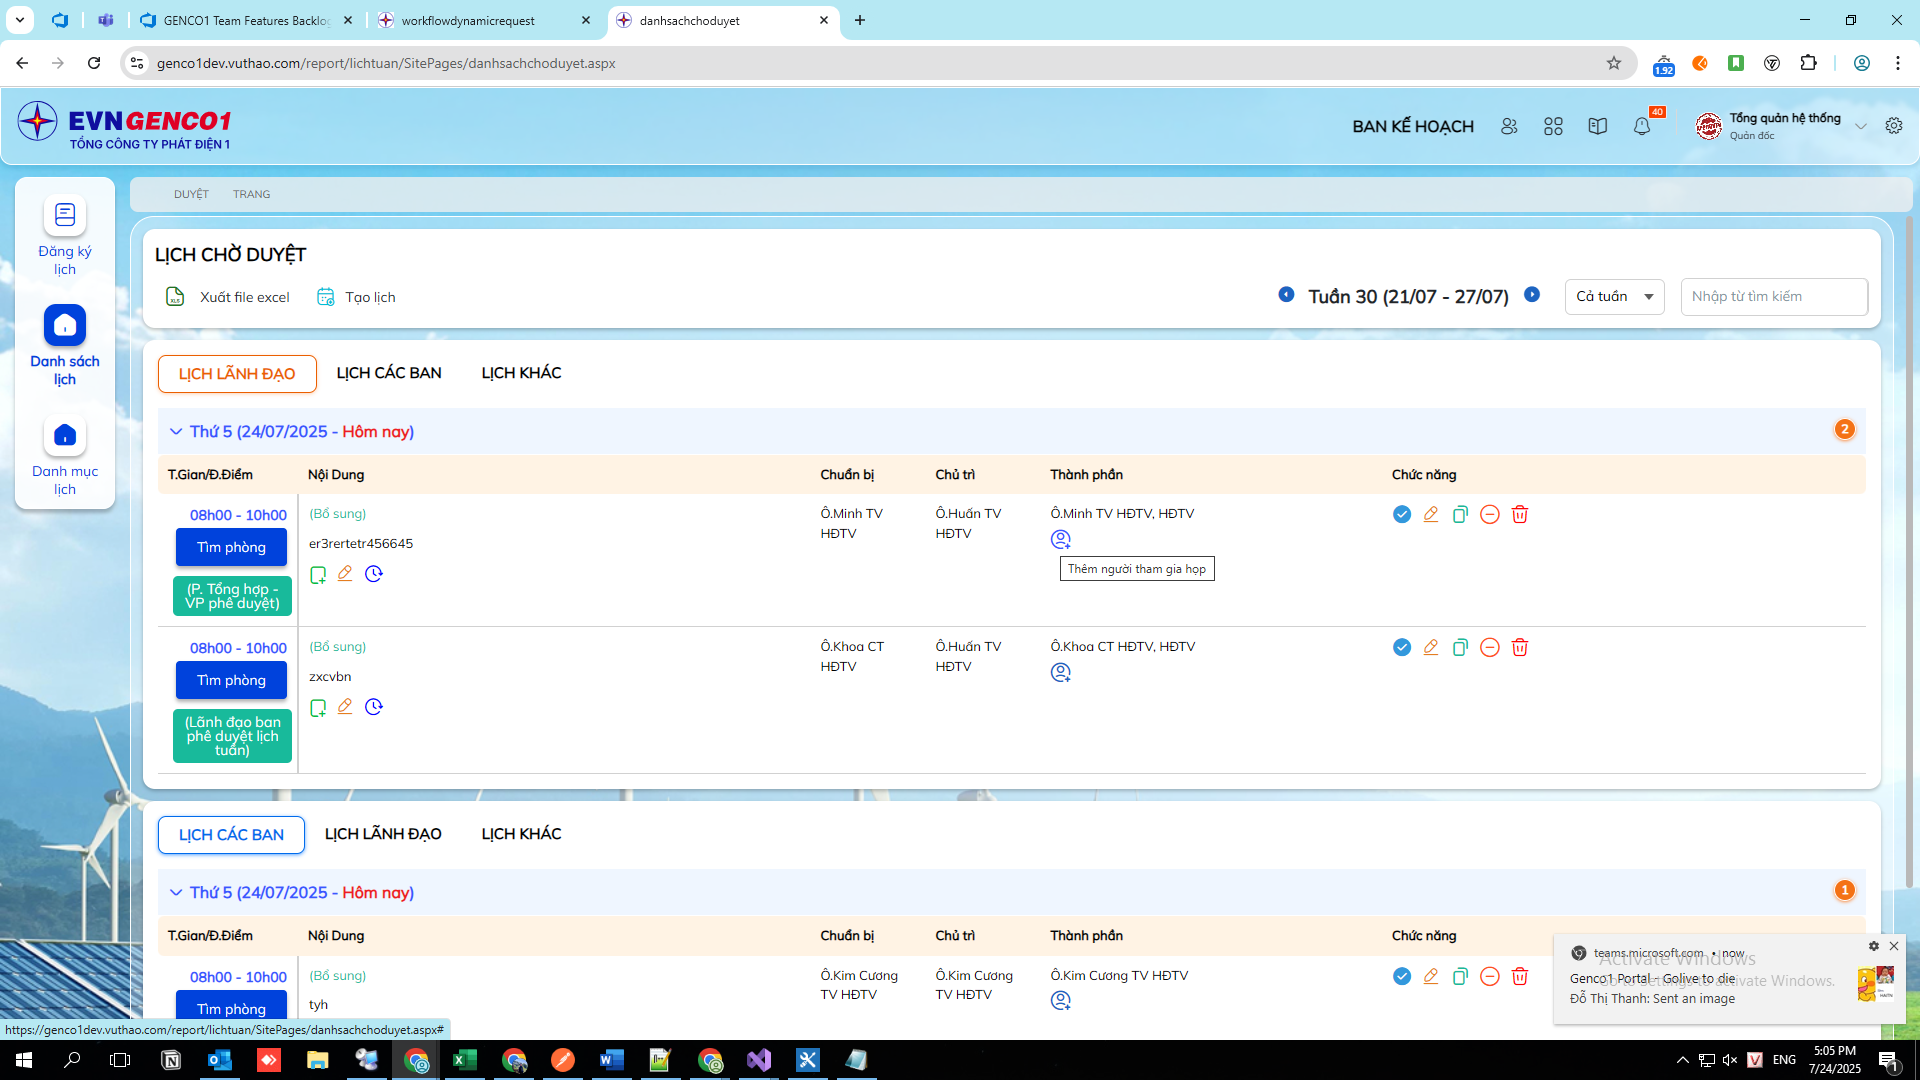 GENCO1 Team Features Backlog
workflowdynamicrequest
danhsachchoduyet
genco1dev.vuthao.com/report/lichtuan/SitePages/danhsachchoduyet.aspx
1.92
EVNGENCO1
TỔNG CÔNG TY PHÁT ĐIỆN 1
BAN KẾ HOẠCH
40
Tổng quản hệ thống
Quản đốc
DUYỆT
TRANG
Đăng ký
lịch
Danh sách
lịch
Danh mục
lịch
LỊCH CHỜ DUYỆT
Xuất file excel
Tạo lịch
Tuần 30 (21/07 - 27/07)
Cả tuần
Nhập từ tìm kiếm
LỊCH LÃNH ĐẠO
LỊCH CÁC BAN
LỊCH KHÁC
Thứ 5 (24/07/2025 - Hôm nay)
2
T.Gian/Đ.Điểm
Nội Dung
Chuẩn bị
Chủ trì
Thành phần
Chức năng
08h00 - 10h00
Tìm phòng
(P. Tổng hợp -
VP phê duyệt)
(Bổ sung)
er3rertetr456645
Ô.Minh TV
HĐTV
Ô.Huấn TV
HĐTV
Ô.Minh TV HĐTV, HĐTV
Thêm người tham gia họp
08h00 - 10h00
Tìm phòng
(Lãnh đạo ban
phê duyệt lịch
tuần)
(Bổ sung)
zxcvbn
Ô.Khoa CT
HĐTV
Ô.Huấn TV
HĐTV
Ô.Khoa CT HĐTV, HĐTV
LỊCH CÁC BAN
LỊCH LÃNH ĐẠO
LỊCH KHÁC
Thứ 5 (24/07/2025 - Hôm nay)
1
T.Gian/Đ.Điểm
Nội Dung
Chuẩn bị
Chủ trì
Thành phần
Chức năng
08h00 - 10h00
Tìm phòng
(Bổ sung)
tyh
Ô.Kim Cương
TV HĐTV
Ô.Kim Cương
TV HĐTV
Ô.Kim Cương TV HĐTV
teams.microsoft.com • now
Genco1 Portal - Golive to die
Đỗ Thị Thanh: Sent an image
Activate Windows
Go to Settings to activate Windows.
https://genco1dev.vuthao.com/report/lichtuan/SitePages/danhsachchoduyet.aspx#
ENG
5:05 PM
7/24/2025
1